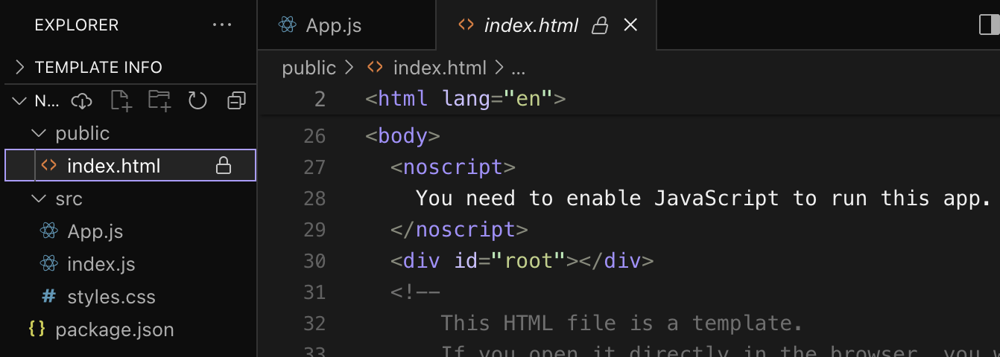 EXPLORER ...
App.js
index.html
TEMPLATE INFO
public > index.html > ...
N...
2 <html lang="en">
public
26 <body>
index.html
27 <noscript>
src
28 You need to enable JavaScript to run this app.
App.js
29 </noscript>
index.js
30 <div id="root"></div>
styles.css
31 <!--
{} package.json
32 This HTML file is a template.
33 If you open it directly in the browser, you